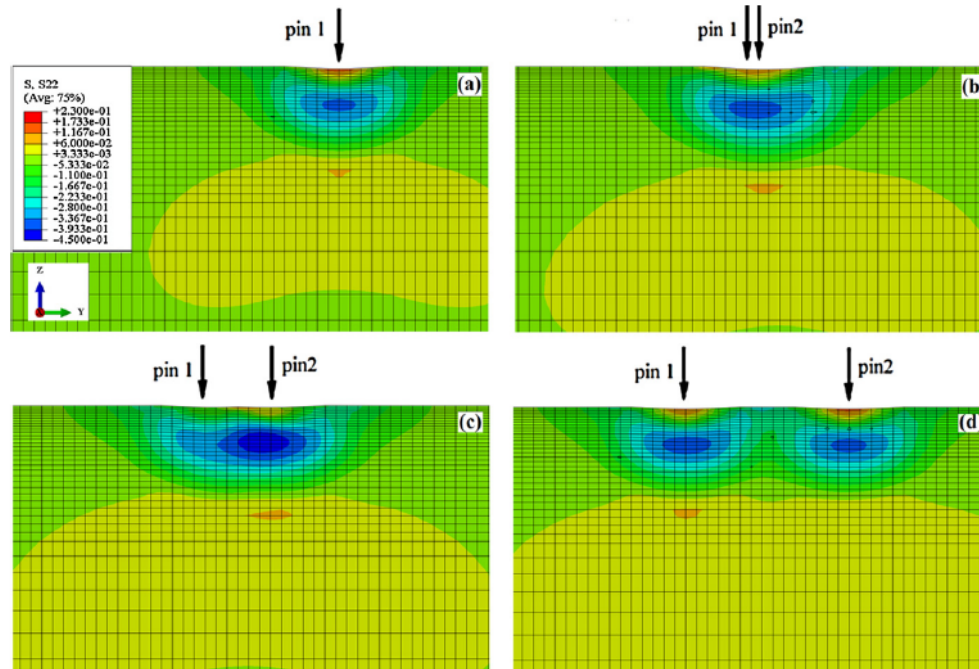 pin 1
(a)
S, S22
(Avg: 75%)
+2.300e-01
+1.733e-01
+1.167e-01
+6.000e-02
+3.333e-03
-5.333e-02
-1.100e-01
-1.667e-01
-2.233e-01
-2.800e-01
-3.367e-01
-3.933e-01
-4.500e-01
Z
Y
pin 1 pin2
(b)
pin 1 pin2
(c)
pin 1 pin2
(d)